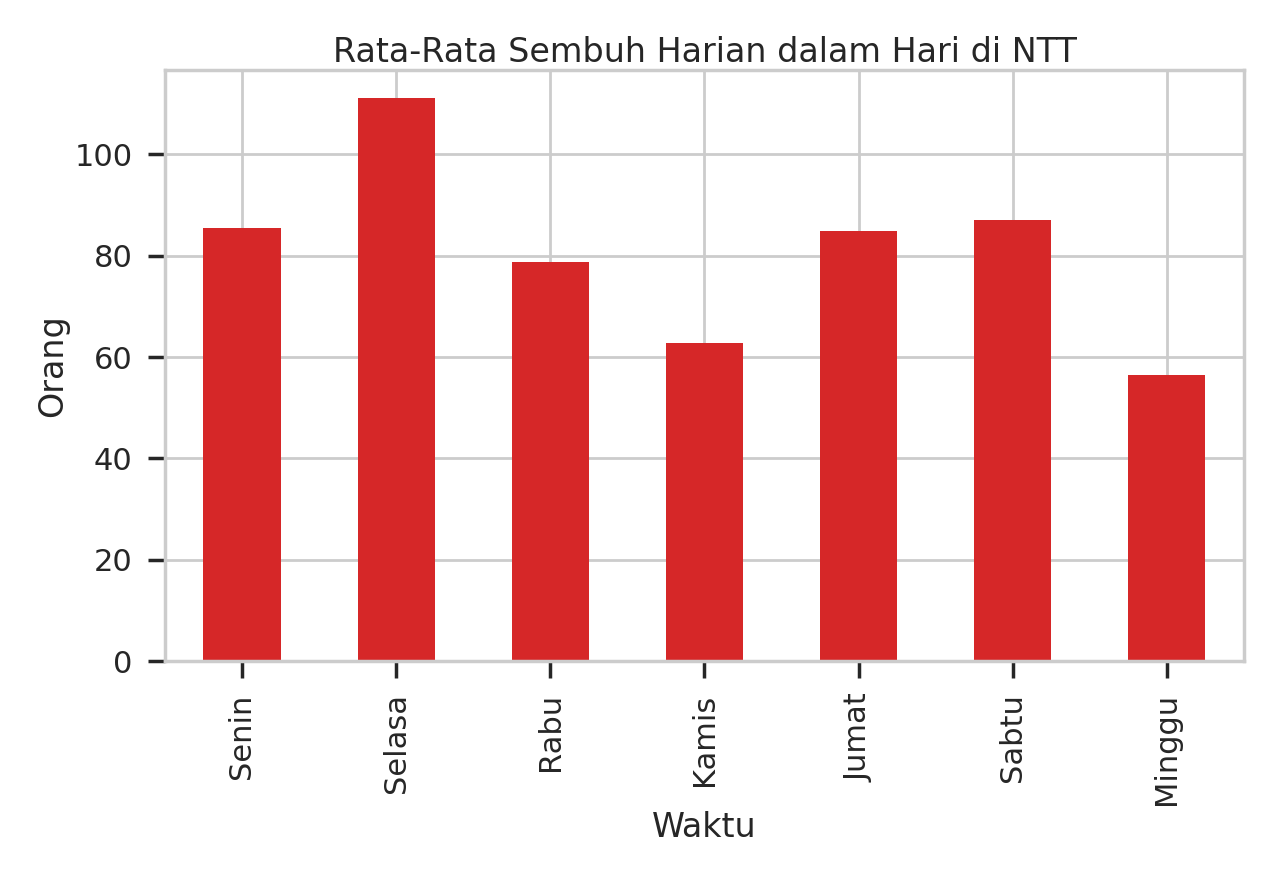 Rata-Rata Sembuh Harian dalam Hari di NTT
Orang
100
80
60
40
20
0
Senin
Selasa
Rabu
Kamis
Jumat
Sabtu
Minggu
Waktu